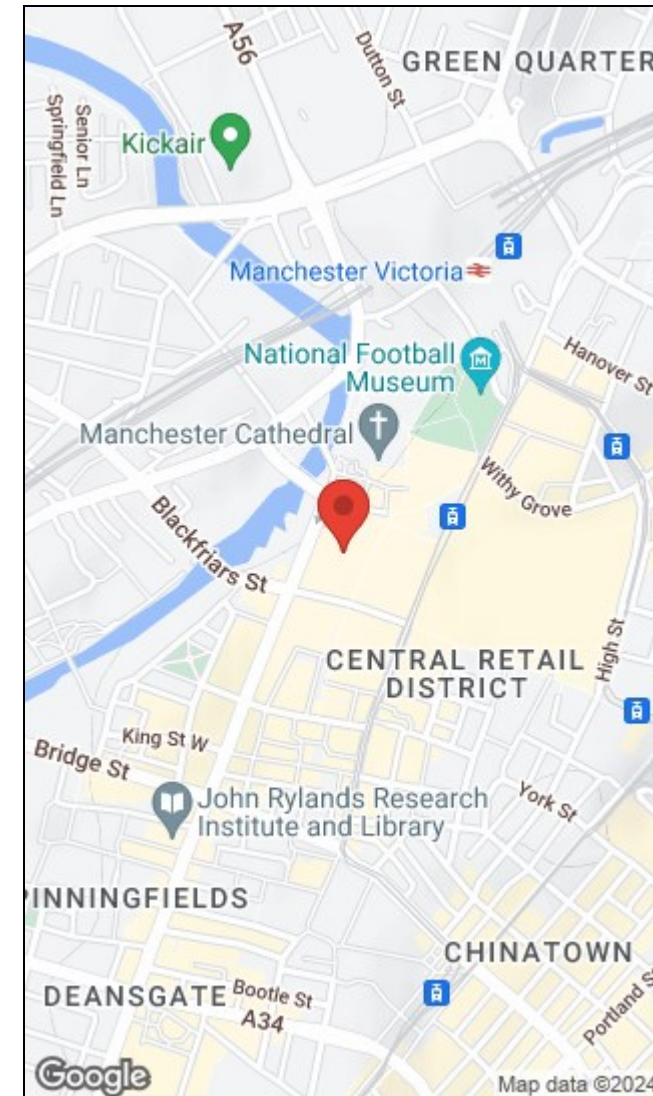 A56
Dutton St
GREEN QUARTER
Senior Ln
Springfield Ln
Kickair
Manchester Victoria
National Football
Museum
Hanover St
Manchester Cathedral
Withy Grove
Blackfriars St
CENTRAL RETAIL
DISTRICT
High St
King St W
Bridge St
John Rylands Research
Institute and Library
York St
PINNINGFIELDS
CHINATOWN
DEANSGATE
Bootle St
A34
Portland S
Google
Map data ©2024